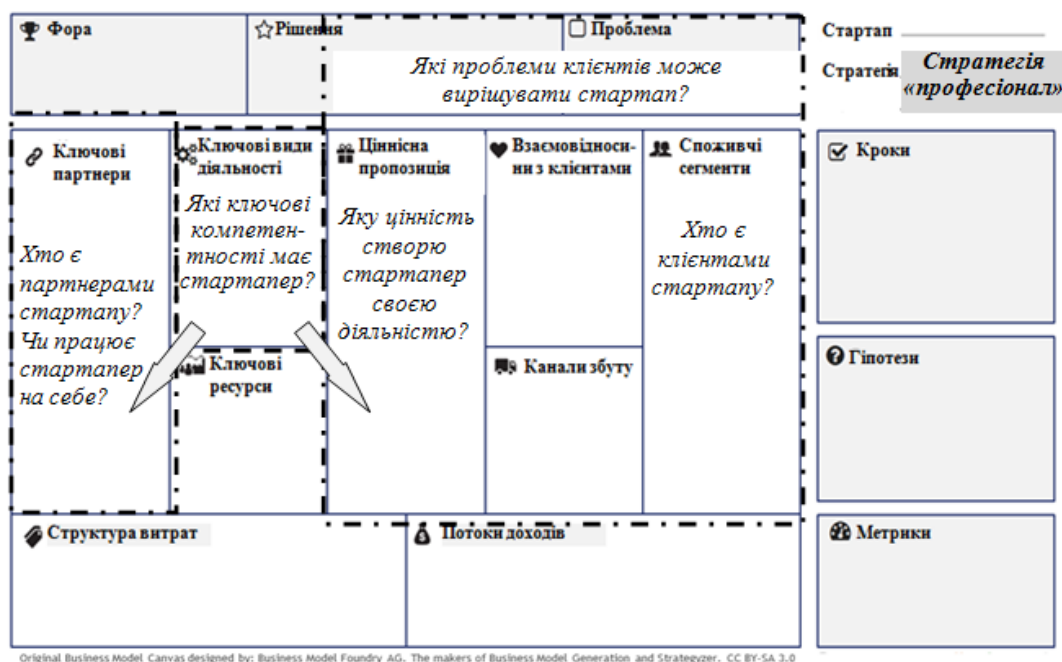 Фора
Рішення
Проблема
Які проблеми клієнтів може
вирішувати стартап?
Стартап
Стратегія
Стратегія
«професіонал»
Ключові
партнери
Хто є
партнерами
стартапу?
Чи працює
стартапер
на себе?
Ключові види
діяльності
Які ключові
компетен-
тності має
стартапер?
Ключові
ресурси
Ціннісна
пропозиція
Яку цінність
створю
стартапер
своєю
діяльністю?
Взаємовідноси-
ни з клієнтами
Канали збуту
Споживчі
сегменти
Хто є
клієнтами
стартапу?
Кроки
Гіпотези
Метрики
Структура витрат
Потоки доходів
Original Business Model Canvas designed by: Business Model Foundry AG. The makers of Business Model Generation and Strategyzer. CC BY-SA 3.0